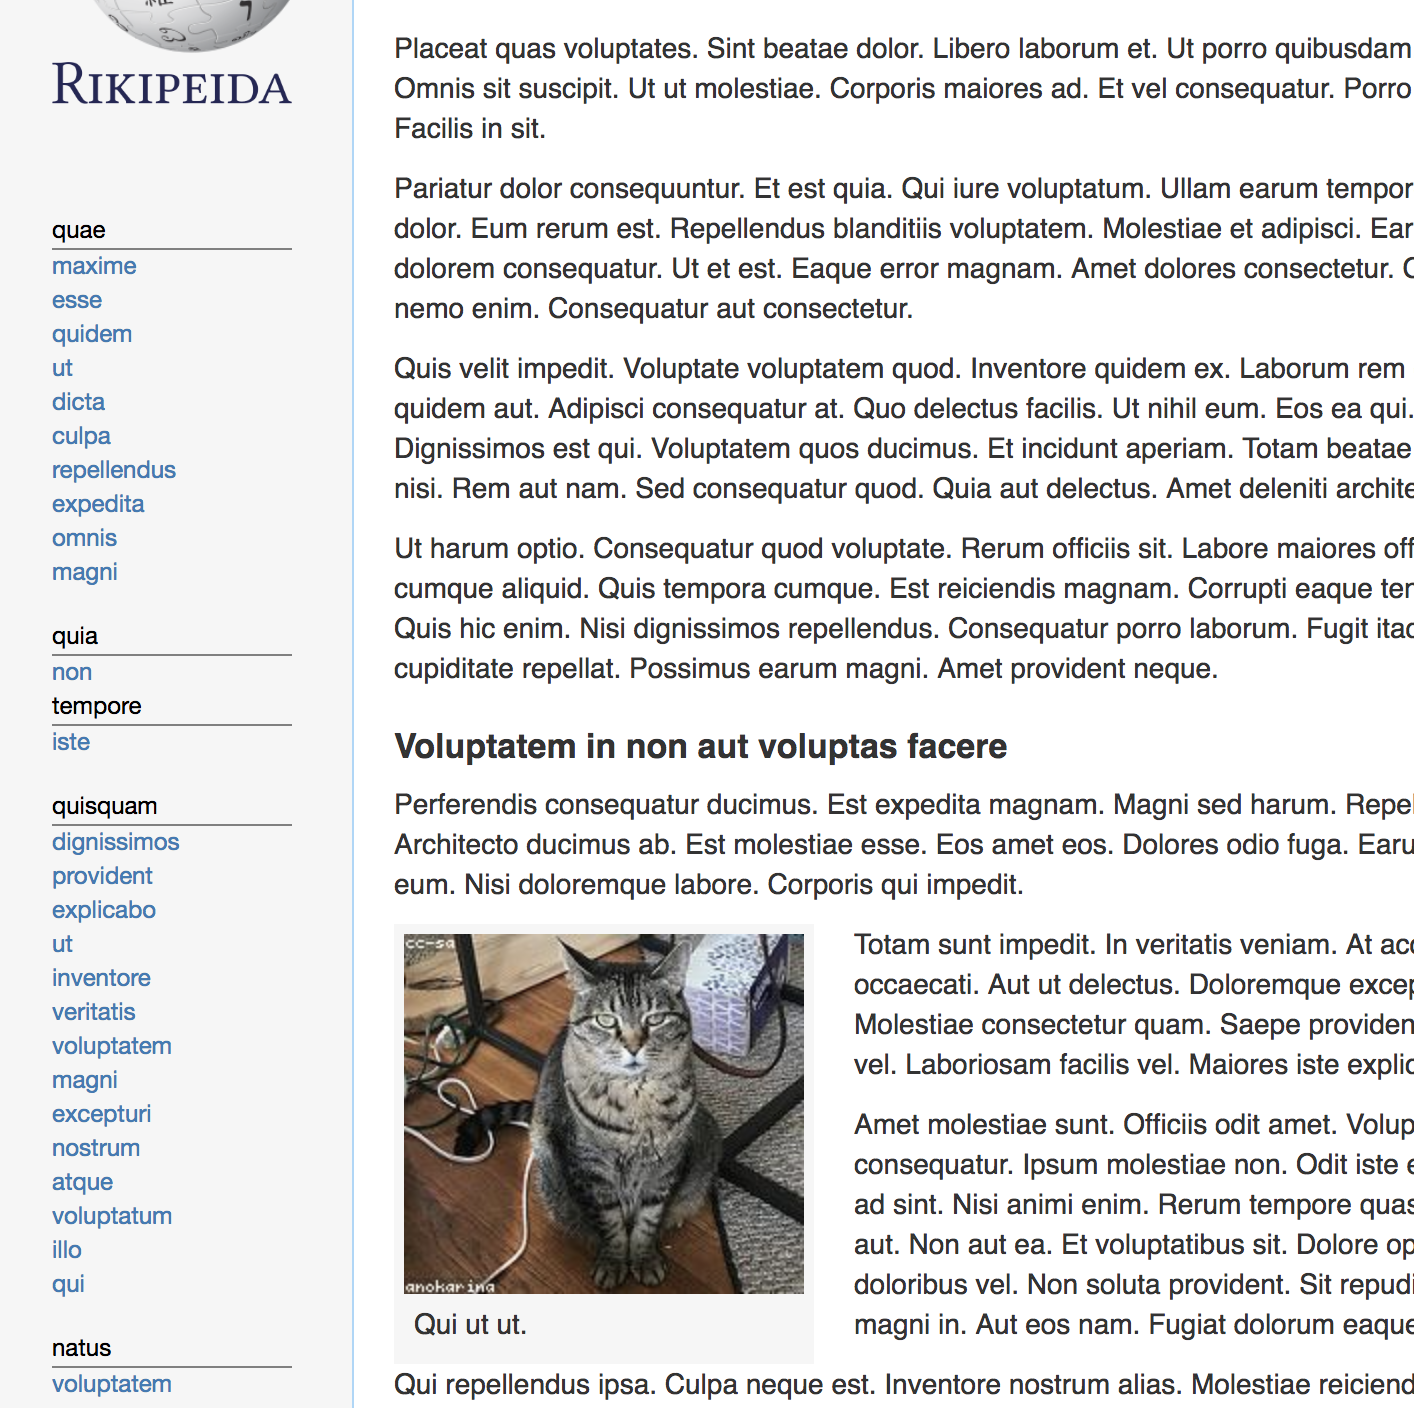 RIKIPEIDA
quae
maxime
esse
quidem
ut
dicta
culpa
repellendus
expedita
omnis
magni
quia
non
tempore
iste
quisquam
dignissimos
provident
explicabo
ut
inventore
veritatis
voluptatem
magni
excepturi
nostrum
atque
voluptatum
illo
qui
natus
voluptatem
Placeat quas voluptates. Sint beatae dolor. Libero laborum et. Ut porro quibusdam
Omnis sit suscipit. Ut ut molestiae. Corporis maiores ad. Et vel consequatur. Porro
Facilis in sit.
Pariatur dolor consequuntur. Et est quia. Qui iure voluptatum. Ullam earum tempor
dolor. Eum rerum est. Repellendus blanditiis voluptatem. Molestiae et adipisci. Ear
dolorem consequatur. Ut et est. Eaque error magnam. Amet dolores consectetur.
nemo enim. Consequatur aut consectetur.
Quis velit impedit. Voluptate voluptatem quod. Inventore quidem ex. Laborum rem
quidem aut. Adipisci consequatur at. Quo delectus facilis. Ut nihil eum. Eos ea qui.
Dignissimos est qui. Voluptatem quos ducimus. Et incidunt aperiam. Totam beatae
nisi. Rem aut nam. Sed consequatur quod. Quia aut delectus. Amet deleniti archite
Ut harum optio. Consequatur quod voluptate. Rerum officiis sit. Labore maiores off
cumque aliquid. Quis tempora cumque. Est reiciendis magnam. Corrupti eaque ten
Quis hic enim. Nisi dignissimos repellendus. Consequatur porro laborum. Fugit itaq
cupiditate repellat. Possimus earum magni. Amet provident neque.
Voluptatem in non aut voluptas facere
Perferendis consequatur ducimus. Est expedita magnam. Magni sed harum. Repel
Architecto ducimus ab. Est molestiae esse. Eos amet eos. Dolores odio fuga. Earu
eum. Nisi doloremque labore. Corporis qui impedit.
cc-sa
anokarina
Qui ut ut.
Totam sunt impedit. In veritatis veniam. At acc
occaecati. Aut ut delectus. Doloremque excep
Molestiae consectetur quam. Saepe providen
vel. Laboriosam facilis vel. Maiores iste explic
Amet molestiae sunt. Officiis odit amet. Volup
consequatur. Ipsum molestiae non. Odit iste e
ad sint. Nisi animi enim. Rerum tempore quas
aut. Non aut ea. Et voluptatibus sit. Dolore op
doloribus vel. Non soluta provident. Sit repudi
magni in. Aut eos nam. Fugiat dolorum eaque
Qui repellendus ipsa. Culpa neque est. Inventore nostrum alias. Molestiae reiciend